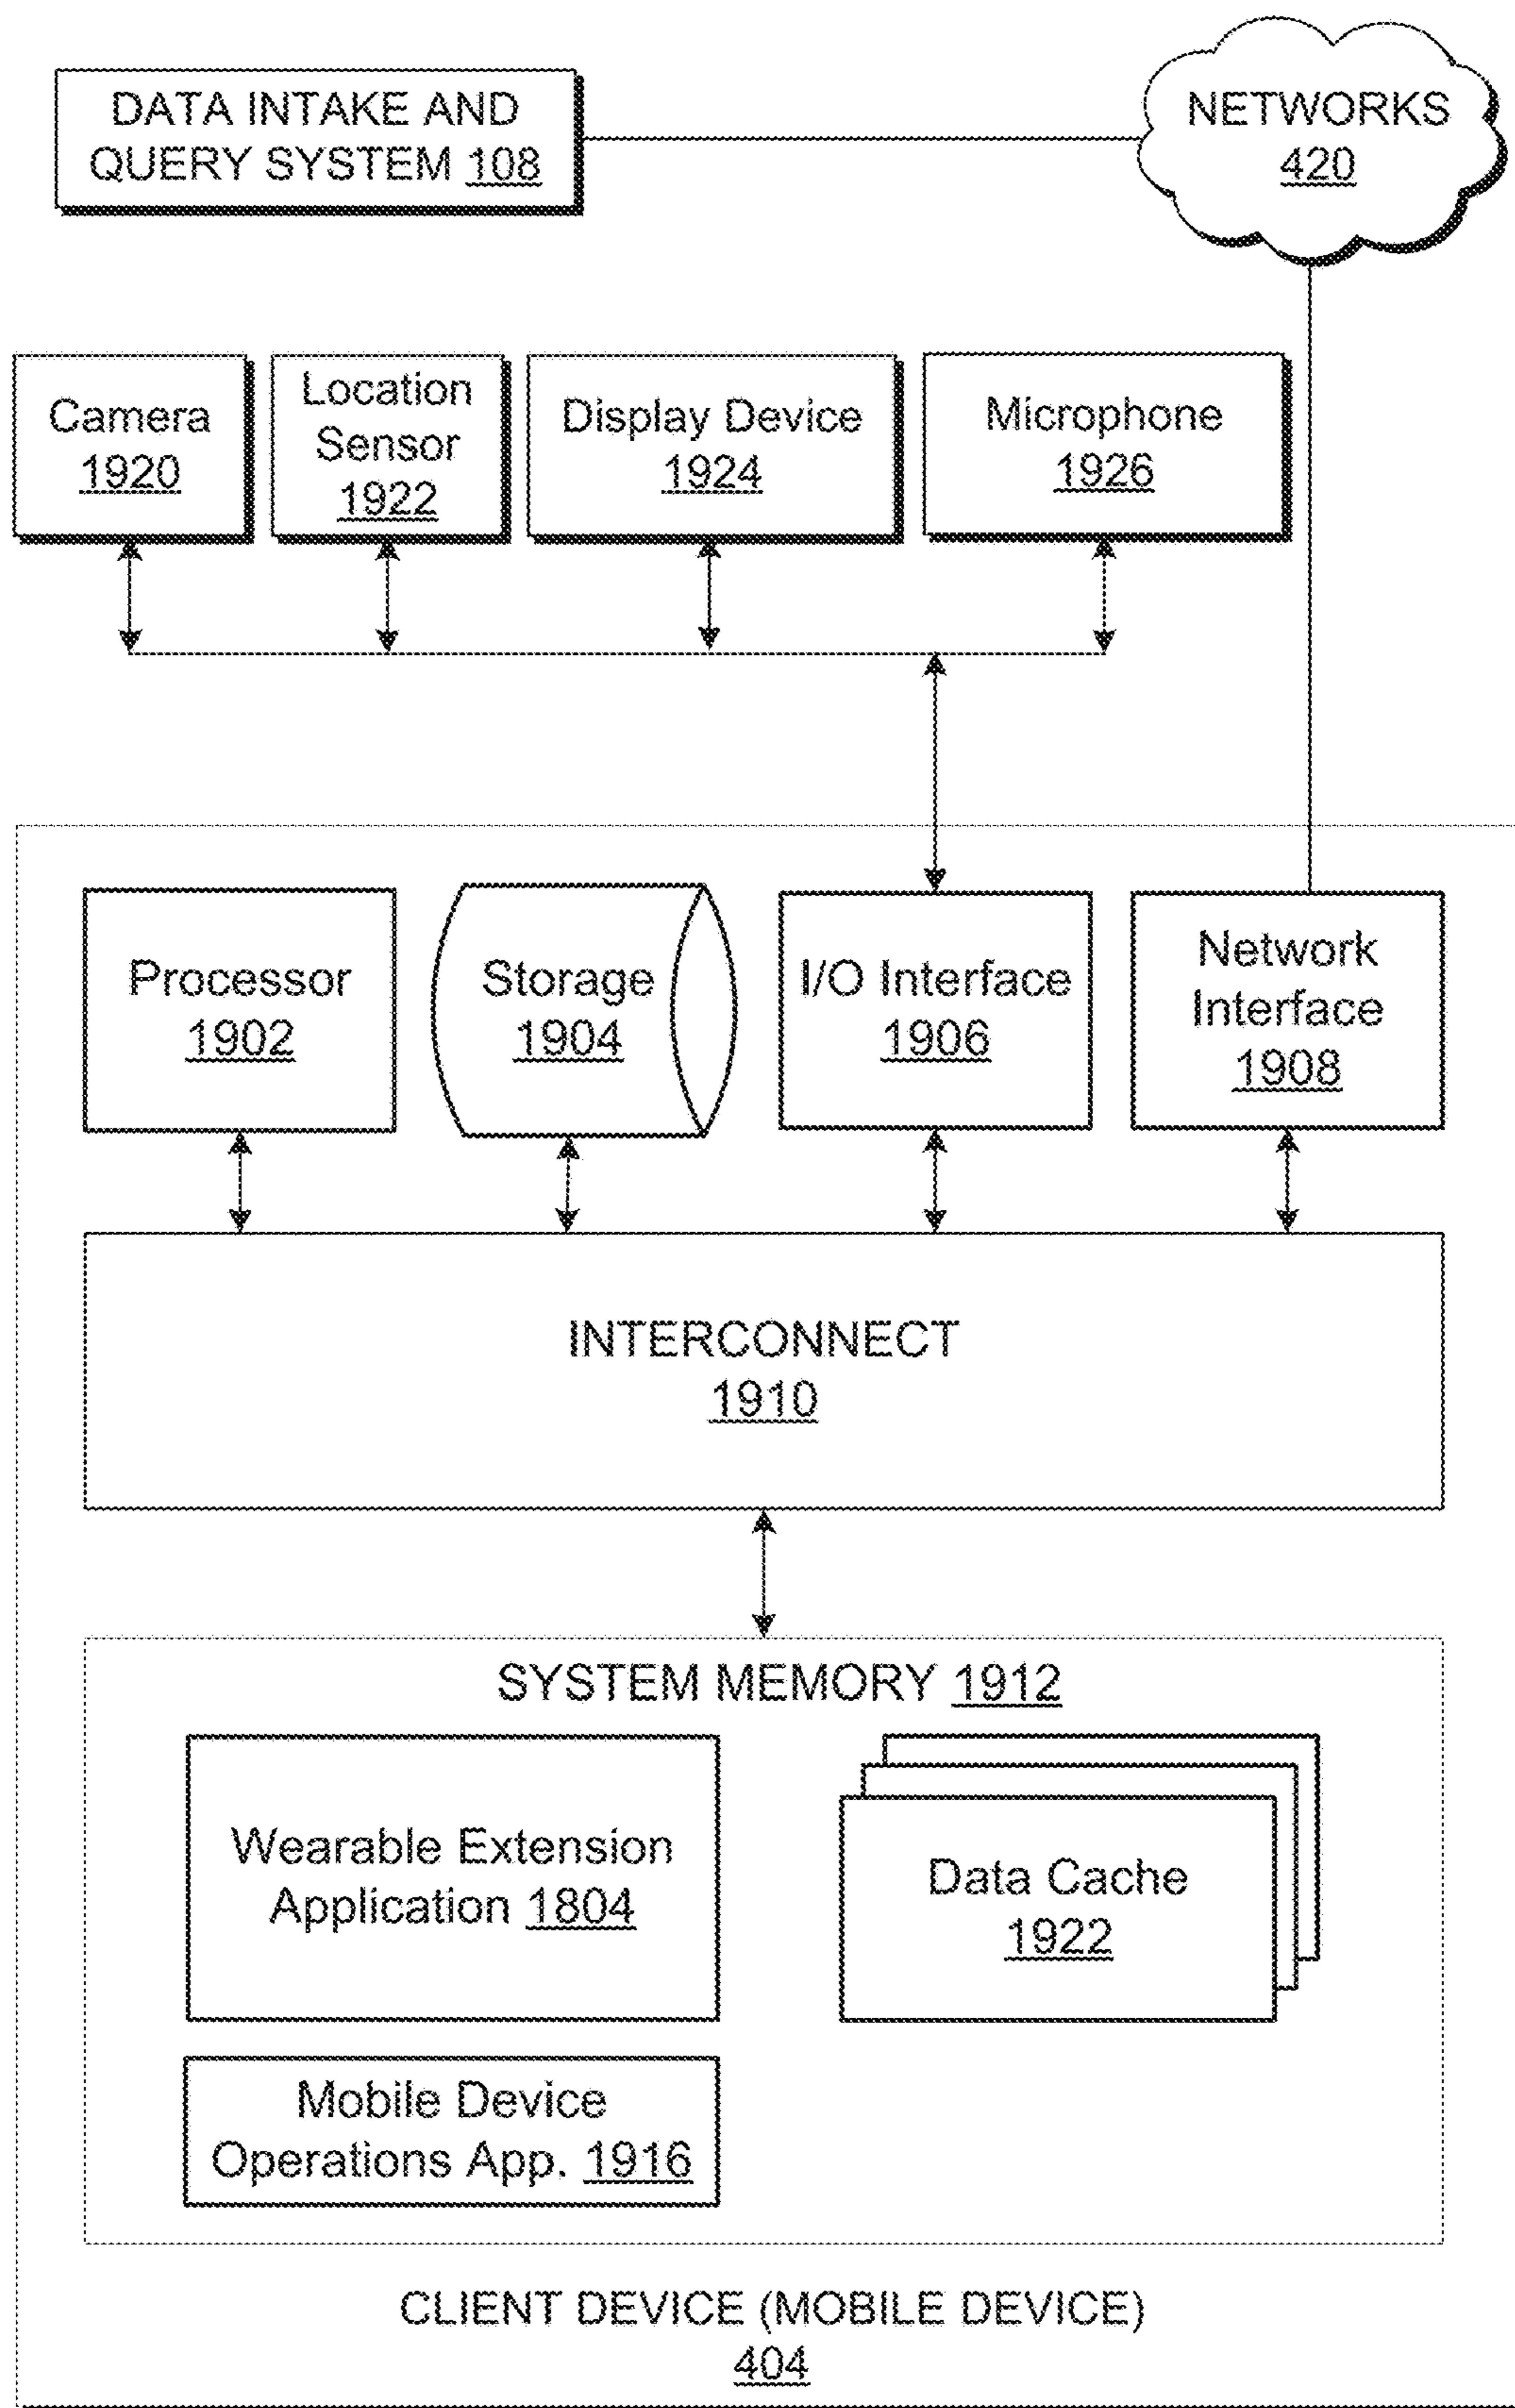 DATA INTAKE AND
QUERY SYSTEM 108
NETWORKS
420
Camera
1920
Location
Sensor
1922
Display Device
1924
Microphone
1926
Processor
1902
Storage
1904
I/O Interface
1906
Network
Interface
1908
INTERCONNECT
1910
SYSTEM MEMORY 1912
Wearable Extension
Application 1804
Data Cache
1922
Mobile Device
Operations App. 1916
CLIENT DEVICE (MOBILE DEVICE)
404